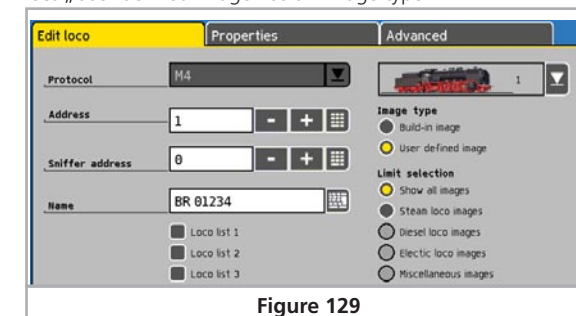 Edit loco Properties Advanced
Protocol M4 1
Address 1 - +
Sniffer address 0 - +
Name BR 01234
Loco list 1
Loco list 2
Loco list 3
Image type
Build-in image
User defined image
Limit selection
Show all images
Steam loco images
Diesel loco images
Electic loco images
Miscellaneous images
Figure 129